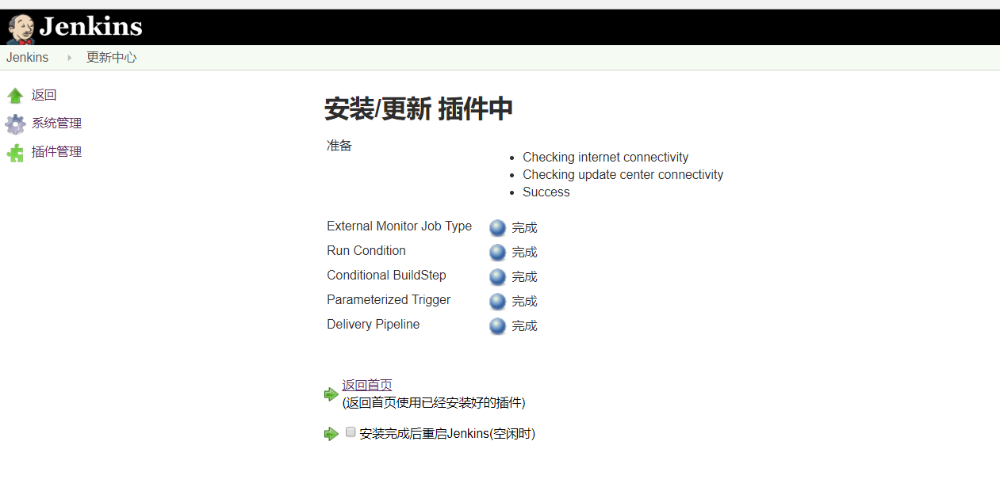 Jenkins
Jenkins 更新中心
返回
系统管理
插件管理
安装/更新 插件中
准备
Checking internet connectivity
Checking update center connectivity
Success
External Monitor Job Type 完成
Run Condition 完成
Conditional BuildStep 完成
Parameterized Trigger 完成
Delivery Pipeline 完成
返回首页
(返回首页使用已经安装好的插件)
安装完成后重启Jenkins(空闲时)